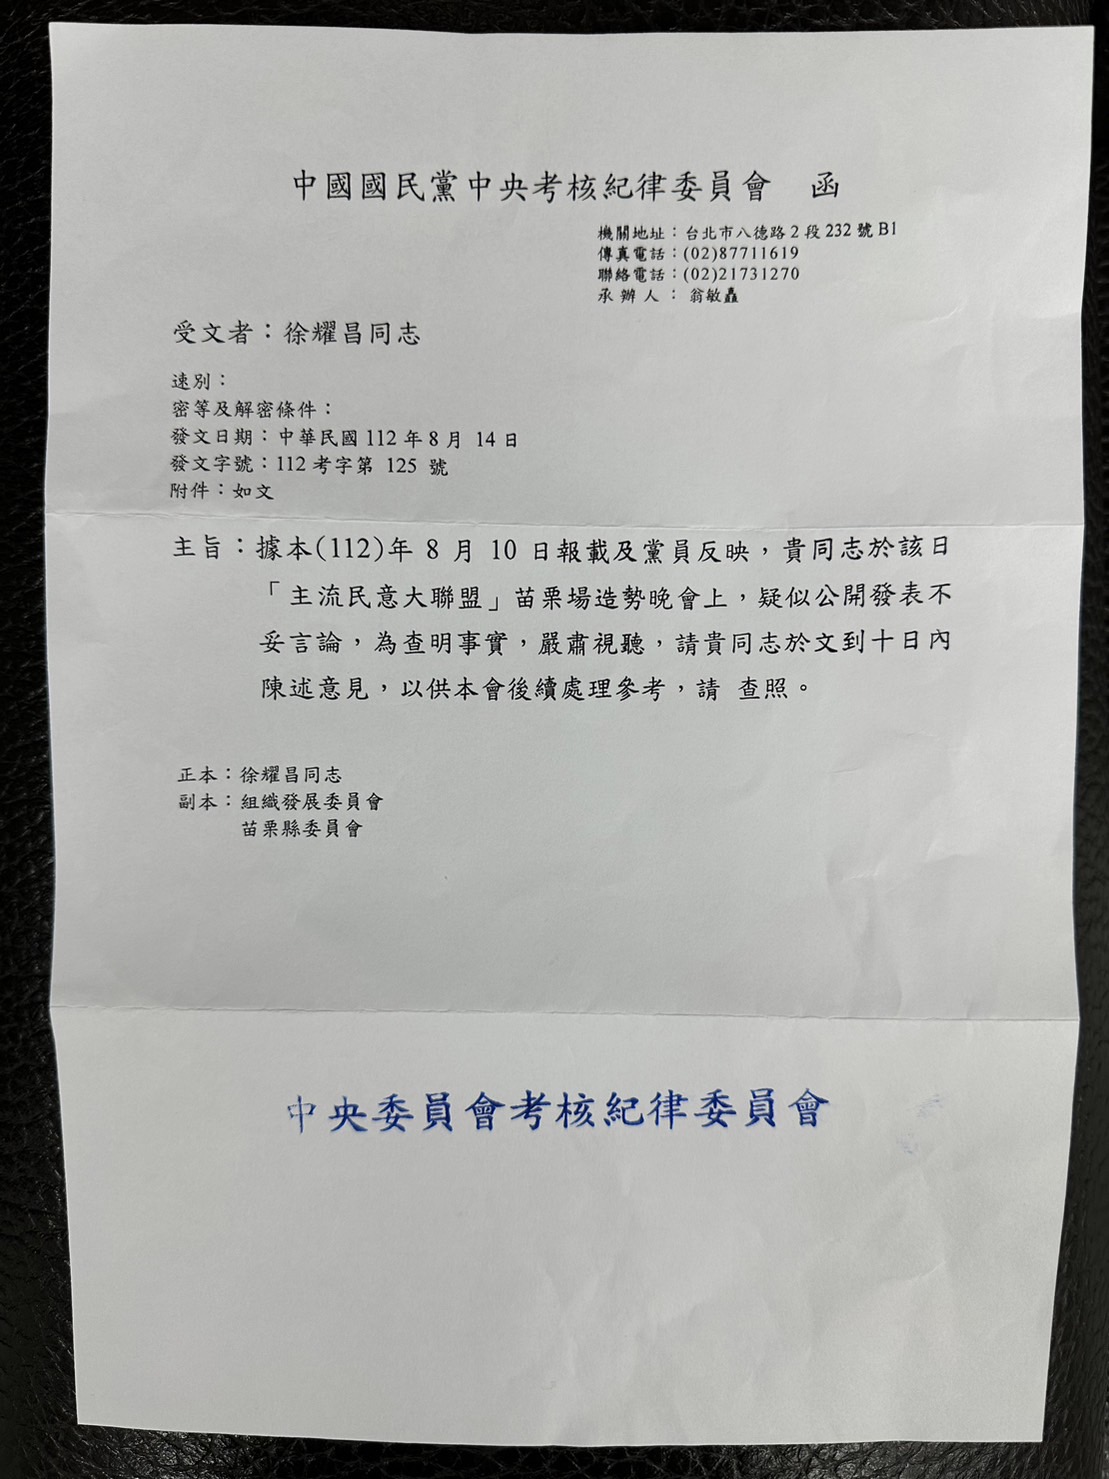 中國國民黨中央考核紀律委員會　函
機關地址：台北市八德路2段232號B1
傳真電話：(02)87711619
聯絡電話：(02)21731270
承辦人：翁敏
受文者：徐耀昌同志
速別：
密等及解密條件：
發文日期：中華民國112年8月 14日
發文字號：112考字第 125 號
附件：如文
主旨：據本(112)年 8 月 10 日報載及黨員反映，貴同志於該日
「主流民意大聯盟」苗栗場造勢晚會上，疑似公開發表不
妥言論，為查明事實，嚴肅視聽，請貴同志於文到十日內
陳述意見，以供本會後續處理參考，請 查照。
正本：徐耀昌同志
副本：組織發展委員會
苗栗縣委員會
中央委員會考核紀律委員會